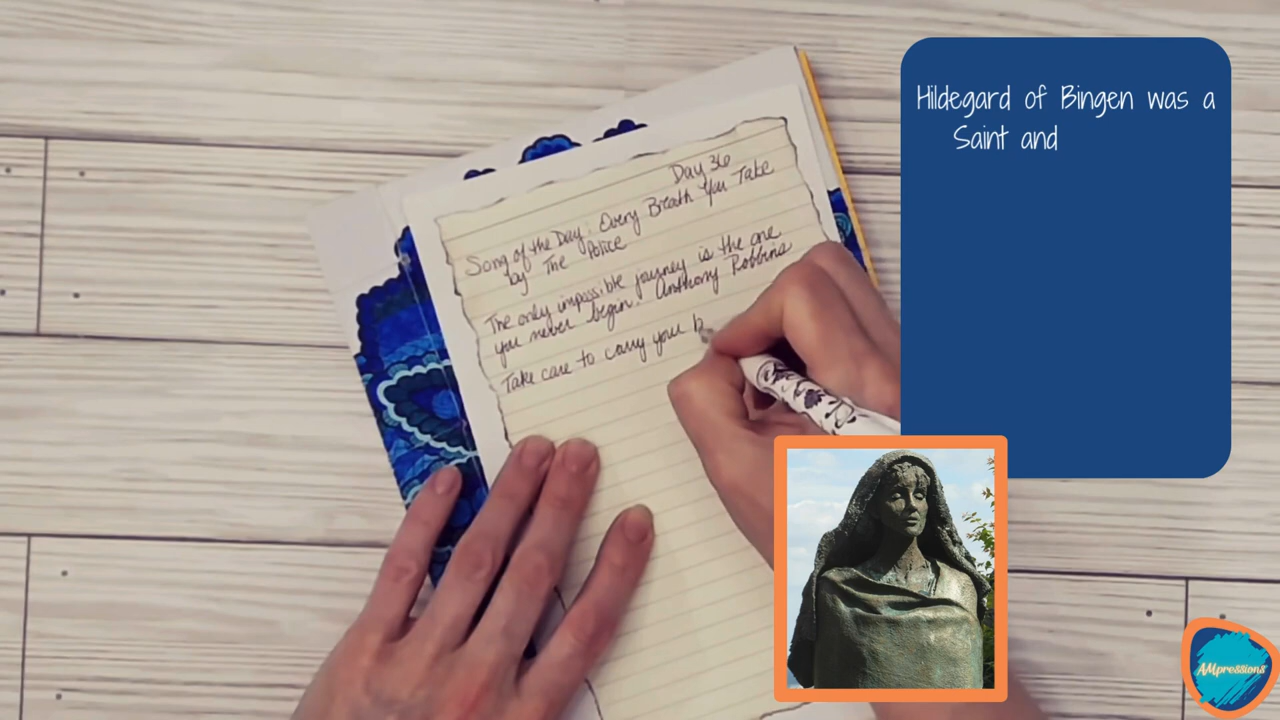 Day 36
Song of the Day: Every Breath You Take
by The Police
The only impossible journey is the one
you never begin. Anthony Robbins
Take care to carry your b
Hildegard of Bingen was a
Saint and
AMpressions